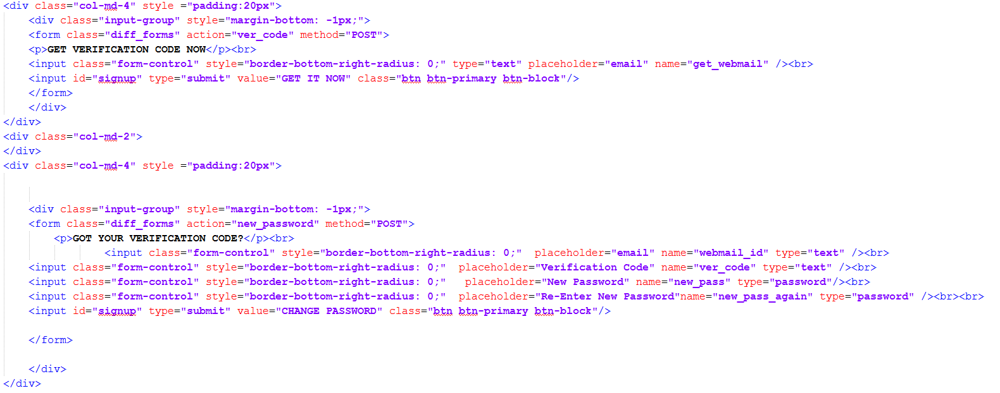 <div class="col-md-4" style ="padding:20px">
<div class="input-group" style="margin-bottom: -1px;">
<form class="diff_forms" action="ver_code" method="POST">
<p>GET VERIFICATION CODE NOW</p><br>
<input class="form-control" style="border-bottom-right-radius: 0;" type="text" placeholder="email" name="get_webmail" /><br>
<input id="signup" type="submit" value="GET IT NOW" class="btn btn-primary btn-block"/>
</form>
</div>
</div>
<div class="col-md-2">
</div>
<div class="col-md-4" style ="padding:20px">
<div class="input-group" style="margin-bottom: -1px;">
<form class="diff_forms" action="new_password" method="POST">
<p>GOT YOUR VERIFICATION CODE?</p><br>
<input class="form-control" style="border-bottom-right-radius: 0;"  placeholder="email" name="webmail_id" type="text" /><br>
<input class="form-control" style="border-bottom-right-radius: 0;"  placeholder="Verification Code" name="ver_code" type="text" /><br>
<input class="form-control" style="border-bottom-right-radius: 0;"   placeholder="New Password" name="new_pass" type="password"/><br>
<input class="form-control" style="border-bottom-right-radius: 0;"  placeholder="Re-Enter New Password"name="new_pass_again" type="password" /><br><br>
<input id="signup" type="submit" value="CHANGE PASSWORD" class="btn btn-primary btn-block"/>
</form>
</div>
</div>